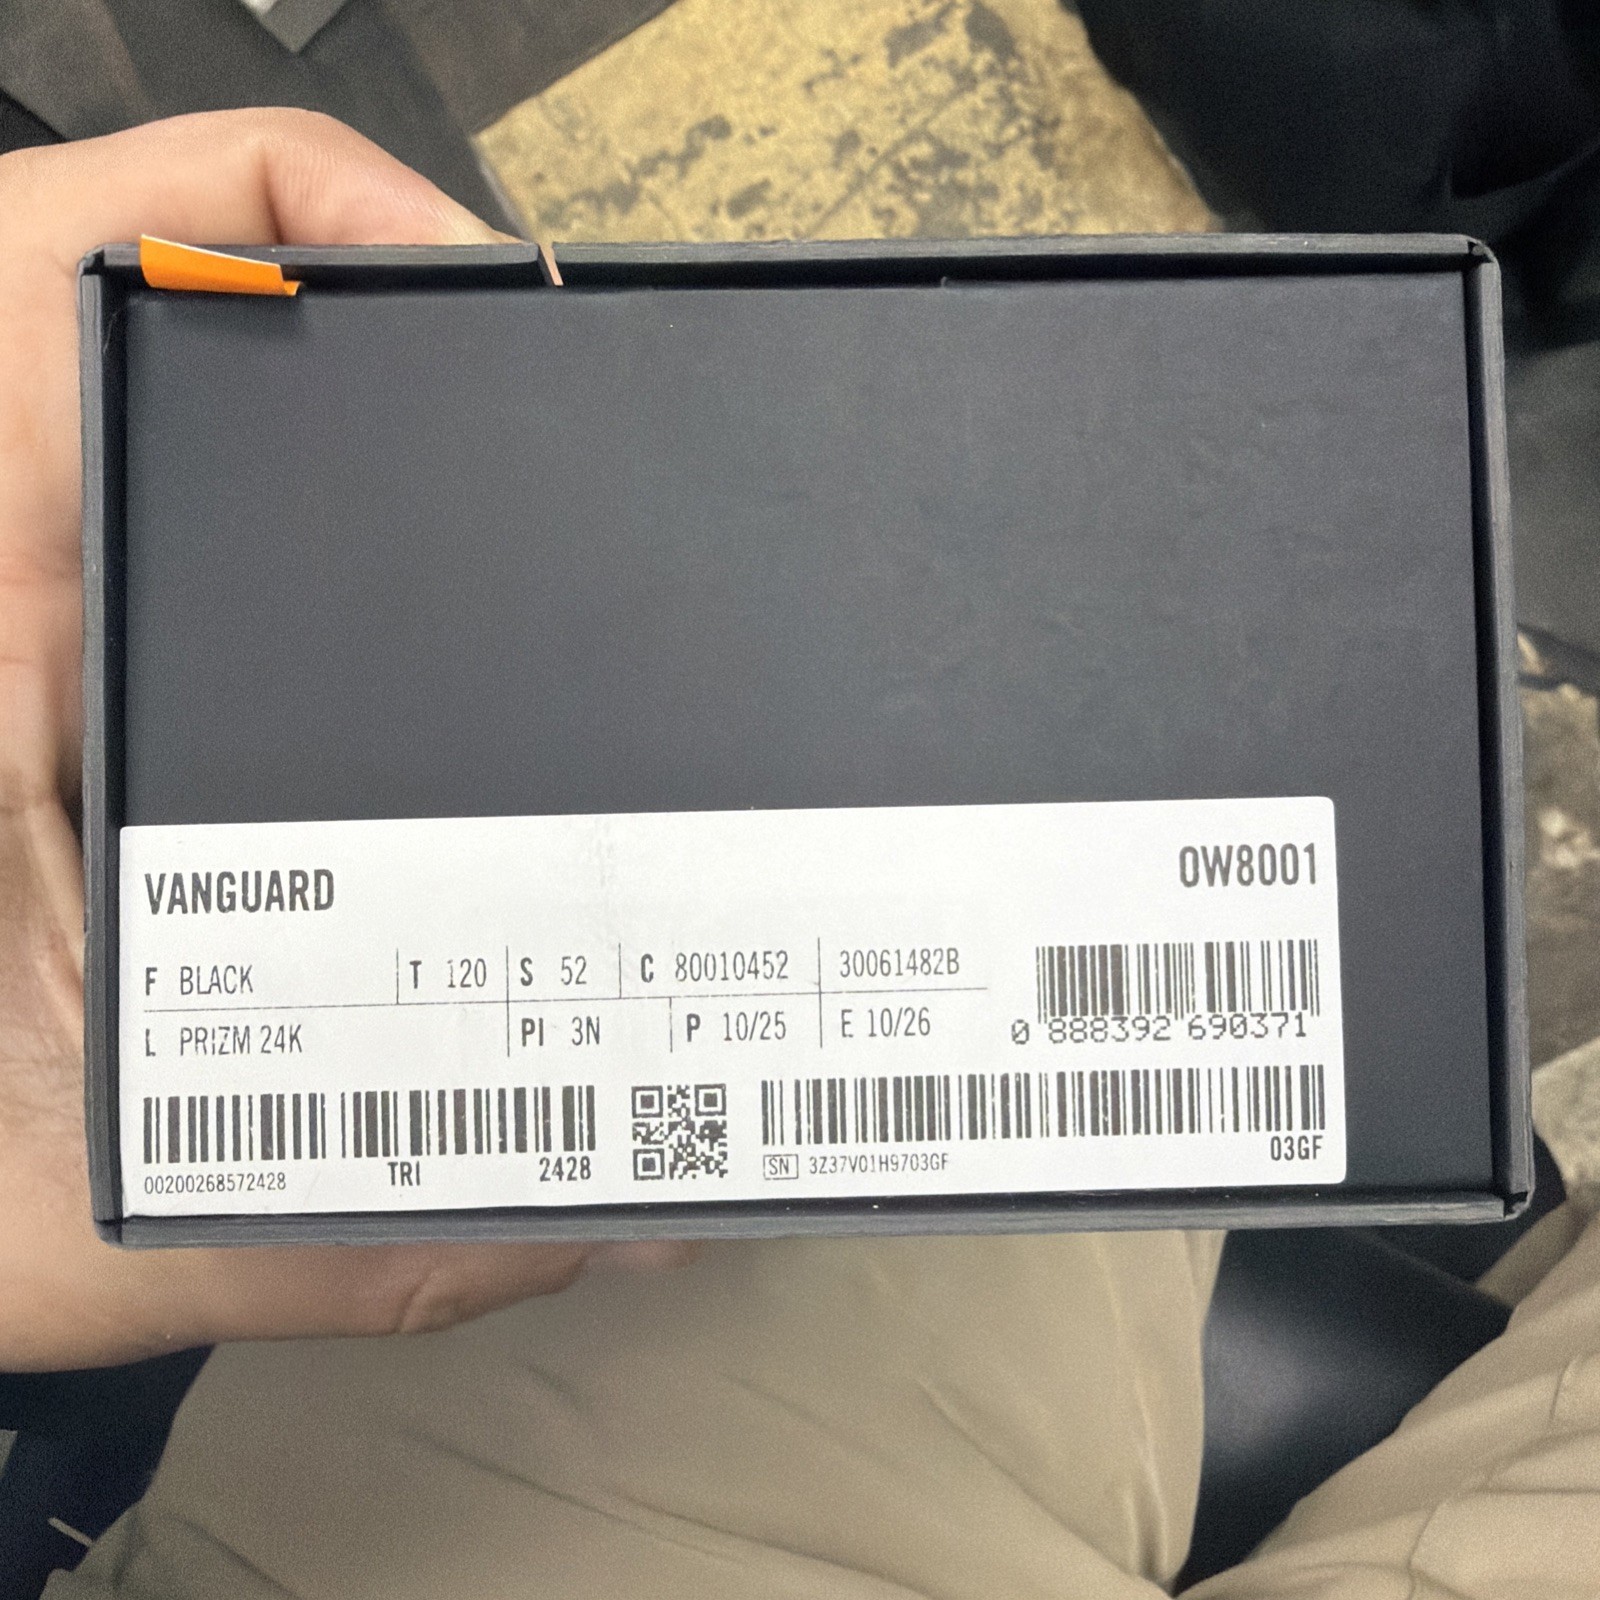 VANGUARD
OW8001
F BLACK T 120 S 52 C 80010452 30061482B
L PRIZM 24K PI 3N P 10/25 E 10/26
0 888392 690371
TRI 2428
00200268572428
03GF
SN 3Z37V01H9703GF